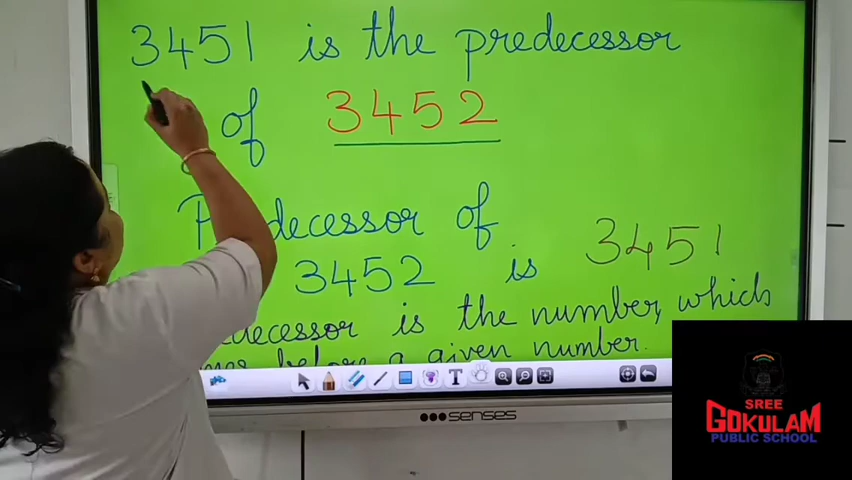 3451 is the predecessor
of 3452
decessor of
3452 is 3451
decessor is the number, which
before a given number.
senses
SREE
GOKULAM
PUBLIC SCHOOL